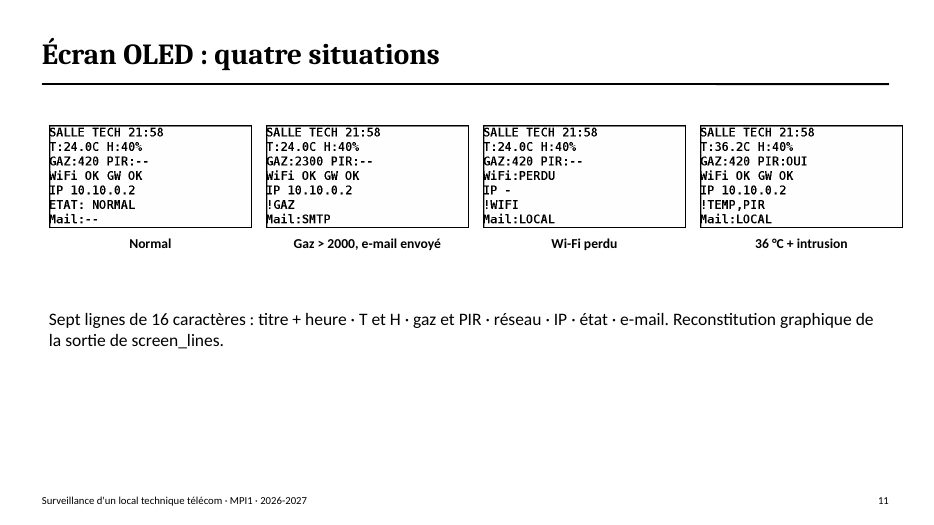 Écran OLED : quatre situations
SALLE TECH 21:58
T:24.0C H:40%
GAZ:420 PIR:--
WiFi OK GW OK
IP 10.10.0.2
ETAT: NORMAL
Mail:--
Normal
SALLE TECH 21:58
T:24.0C H:40%
GAZ:2300 PIR:--
WiFi OK GW OK
IP 10.10.0.2
!GAZ
Mail:SMTP
Gaz > 2000, e-mail envoyé
SALLE TECH 21:58
T:24.0C H:40%
GAZ:420 PIR:--
WiFi:PERDU
IP -
!WIFI
Mail:LOCAL
Wi-Fi perdu
SALLE TECH 21:58
T:36.2C H:40%
GAZ:420 PIR:OUI
WiFi OK GW OK
IP 10.10.0.2
!TEMP,PIR
Mail:LOCAL
36 °C + intrusion
Sept lignes de 16 caractères : titre + heure · T et H · gaz et PIR · réseau · IP · état · e-mail. Reconstitution graphique de
la sortie de screen_lines.
Surveillance d'un local technique télécom · MPI1 · 2026-2027
11